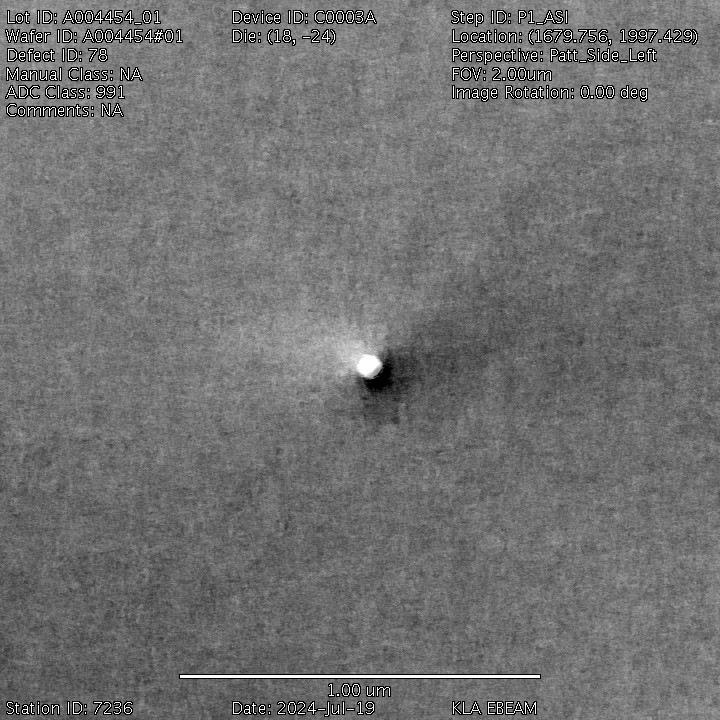 Lot ID: A004454_01 Device ID: C0003A Step ID: P1_ASI
Wafer ID: A004454#01 Die: (18, -24) Location: (1679.756, 1997.429)
Defect ID: 78 Perspective: Patt_Side_Left
Manual Class: NA FOV: 2.00um
ADC Class: 991 Image Rotation: 0.00 deg
Comments: NA
1.00 um
Station ID: 7236 Date: 2024-Jul-19 KLA EBEAM